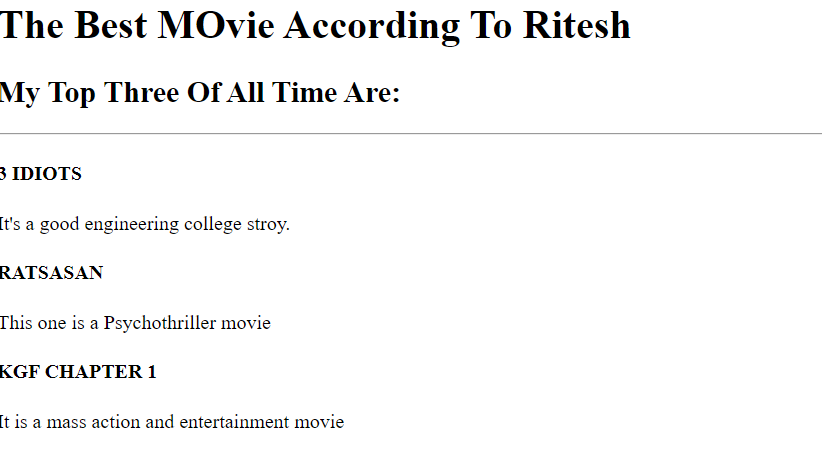 The Best MOvie According To Ritesh
My Top Three Of All Time Are:
3 IDIOTS
It's a good engineering college stroy.
RATSASAN
This one is a Psychothriller movie
KGF CHAPTER 1
It is a mass action and entertainment movie